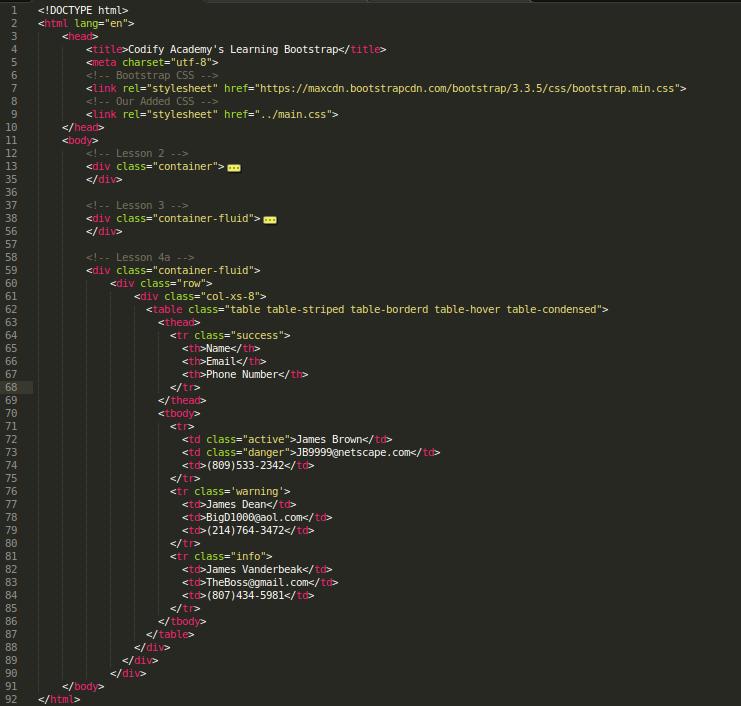 1 <!DOCTYPE html>
2 <html lang="en">
3 <head>
4 <title>Codify Academy's Learning Bootstrap</title>
5 <meta charset="utf-8">
6 <!-- Bootstrap CSS -->
7 <link rel="stylesheet" href="https://maxcdn.bootstrapcdn.com/bootstrap/3.3.5/css/bootstrap.min.css">
8 <!-- Our Added CSS -->
9 <link rel="stylesheet" href="../main.css">
10 </head>
11 <body>
12 <!-- Lesson 2 -->
13 <div class="container">
35 </div>
36
37 <!-- Lesson 3 -->
38 <div class="container-fluid">
56 </div>
57
58 <!-- Lesson 4a -->
59 <div class="container-fluid">
60 <div class="row">
61 <div class="col-xs-8">
62 <table class="table table-striped table-borderd table-hover table-condensed">
63 <thead>
64 <tr class="success">
65 <th>Name</th>
66 <th>Email</th>
67 <th>Phone Number</th>
68 </tr>
69 </thead>
70 <tbody>
71 <tr>
72 <td class="active">James Brown</td>
73 <td class="danger">JB9999@netscape.com</td>
74 <td>(809)533-2342</td>
75 </tr>
76 <tr class='warning'>
77 <td>James Dean</td>
78 <td>BigD1000@aol.com</td>
79 <td>(214)764-3472</td>
80 </tr>
81 <tr class="info">
82 <td>James Vanderbeak</td>
83 <td>TheBoss@gmail.com</td>
84 <td>(807)434-5981</td>
85 </tr>
86 </tbody>
87 </table>
88 </div>
89 </div>
90 </div>
91 </body>
92 </html>